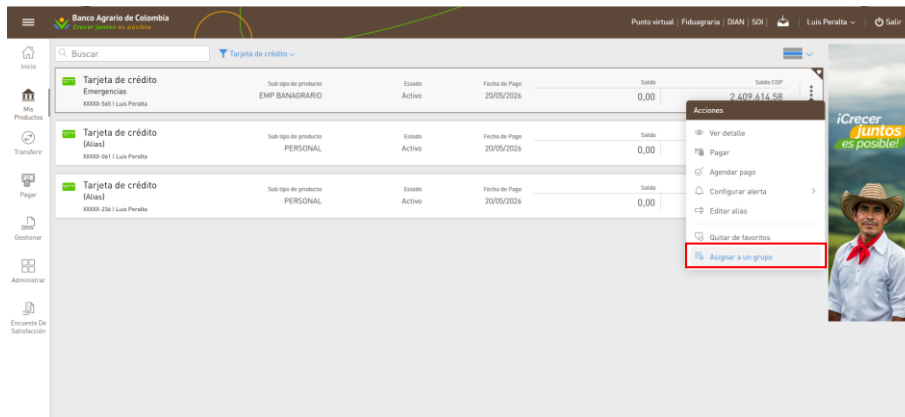 Banco Agrario de Colombia
Crecer juntos es posible
Punto virtual | Fiduagraria | DIAN | SOI | Luis Peralta Salir
Inicio
Mis Productos
Transferir
Pagar
Gestionar
Administrar
Encuesta De Satisfacción
Buscar
Tarjeta de crédito
Tarjeta de crédito
Emergencias
XXXXX-565 | Luis Peralta
Sub tipo de producto
EMP BANAGRARIO
Estado
Activo
Fecha de Pago
20/05/2026
Saldo
0,00
Saldo COP
2.409.614,58
Tarjeta de crédito
(Alias)
XXXXX-061 | Luis Peralta
Sub tipo de producto
PERSONAL
Estado
Activo
Fecha de Pago
20/05/2026
Saldo
0,00
Tarjeta de crédito
(Alias)
XXXXX-236 | Luis Peralta
Sub tipo de producto
PERSONAL
Estado
Activo
Fecha de Pago
20/05/2026
Saldo
0,00
Acciones
Ver detalle
Pagar
Agendar pago
Configurar alerta
Editar alias
Quitar de favoritos
Asignar a un grupo
¡Crecer
juntos
es posible!